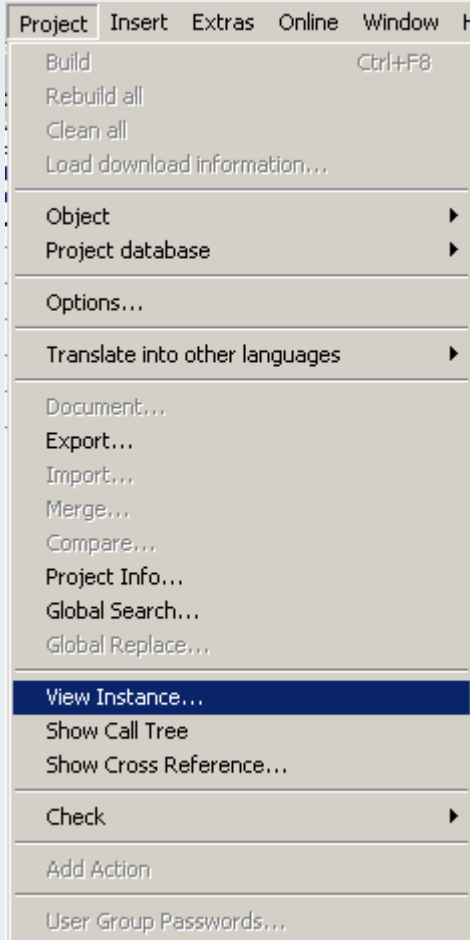 Project Insert Extras Online Window H
Build Ctrl+F8
Rebuild all
Clean all
Load download information...
Object
Project database
Options...
Translate into other languages
Document...
Export...
Import...
Merge...
Compare...
Project Info...
Global Search...
Global Replace...
View Instance...
Show Call Tree
Show Cross Reference...
Check
Add Action
User Group Passwords...